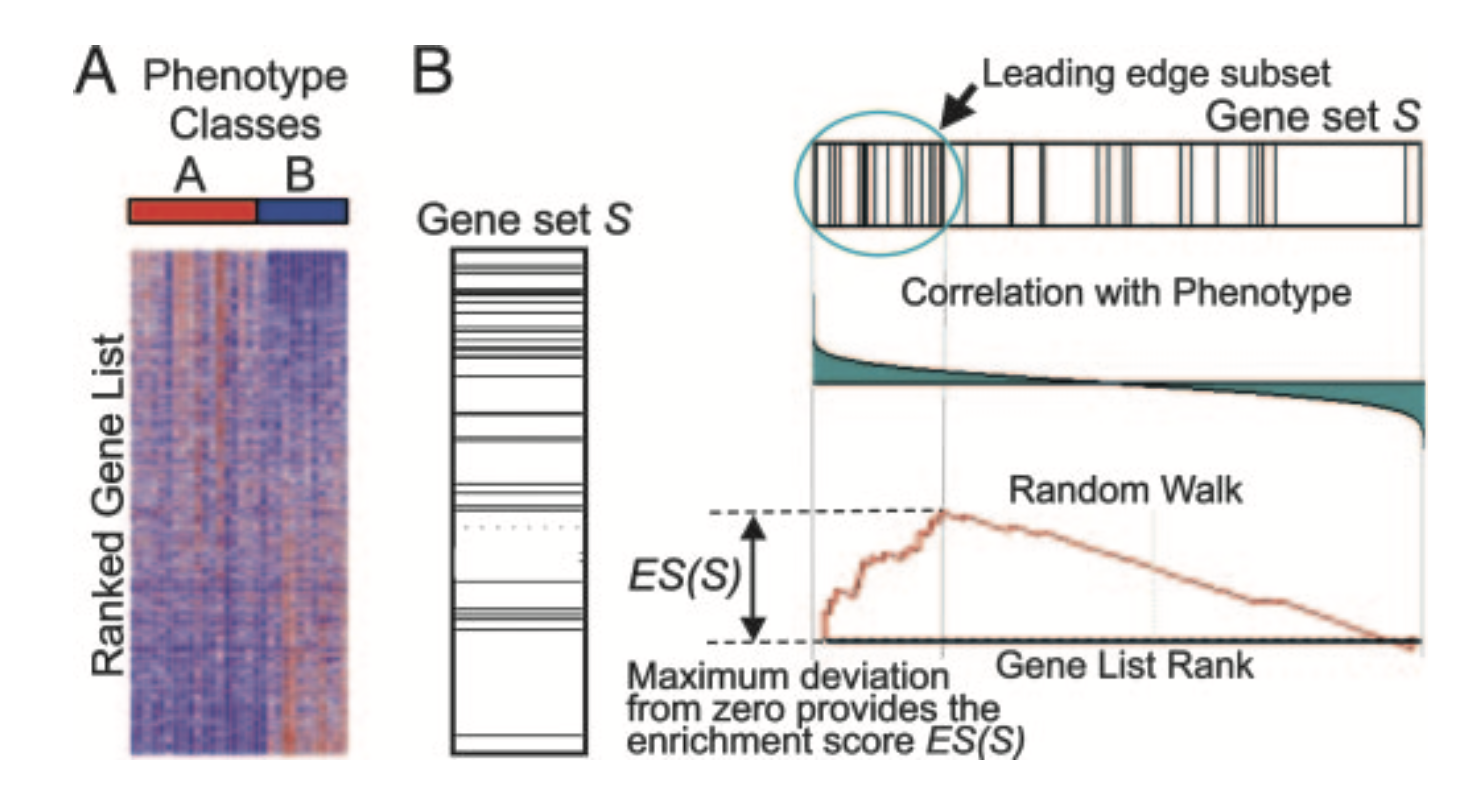 A
Phenotype
Classes
A B
Ranked Gene List
B
Gene set S
Leading edge subset
Gene set S
Correlation with Phenotype
Random Walk
ES(S)
Gene List Rank
Maximum deviation
from zero provides the
enrichment score ES(S)